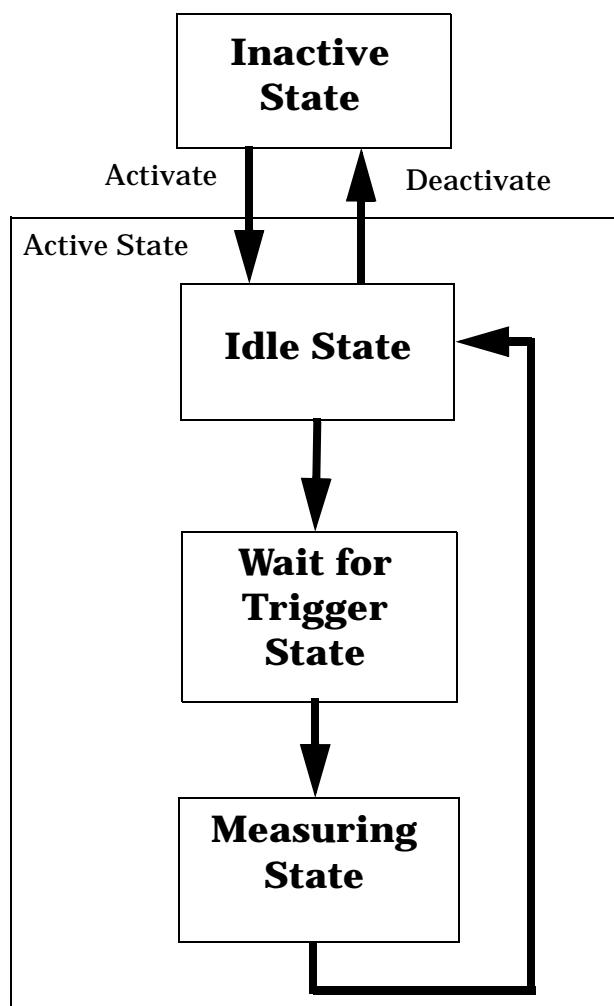 Inactive
State
Activate
Deactivate
Active State
Idle State
Wait for
Trigger
State
Measuring
State